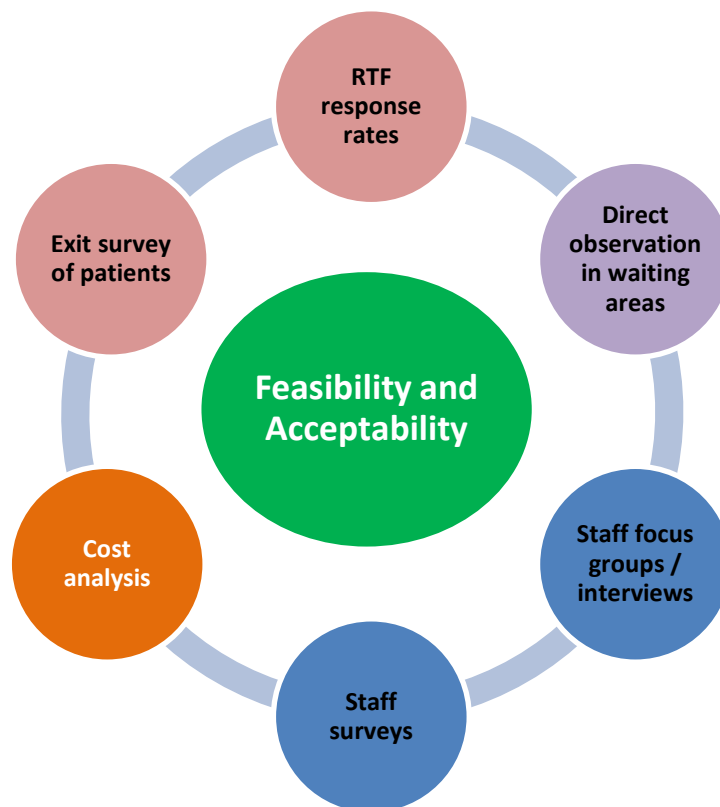 RTF
response
rates
Direct
observation
in waiting
areas
Exit survey
of patients
Feasibility and
Acceptability
Staff focus
groups /
interviews
Cost
analysis
Staff
surveys